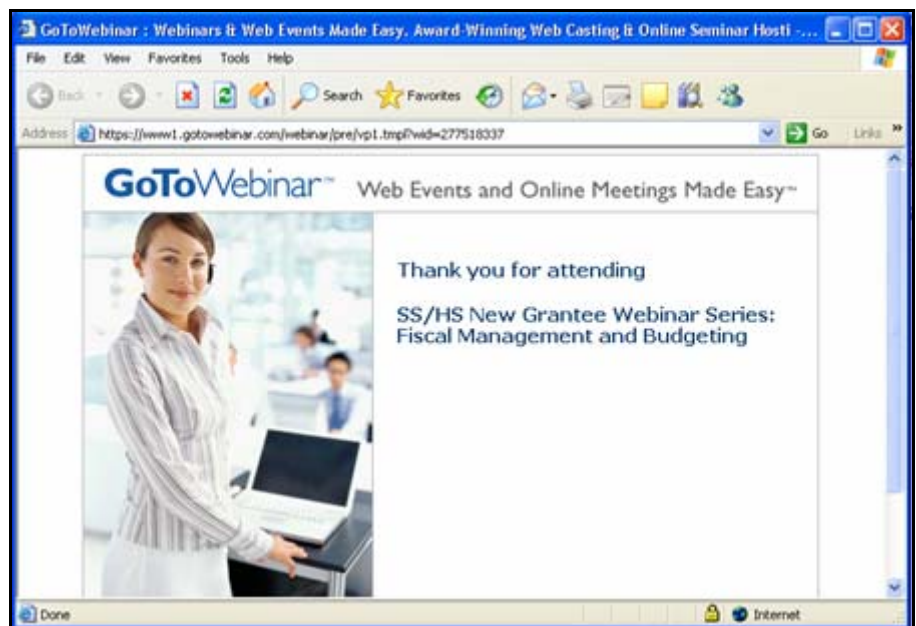 GoToWebinar : Webinars & Web Events Made Easy. Award-Winning Web Casting & Online Seminar Hosti - ...
File Edit View Favorites Tools Help
Back Search Favorites
Address https://www1.gotowebinar.com/webinar/pre/vp1.tmpl?wid=277518337 Go Links »
GoToWebinar™ Web Events and Online Meetings Made Easy™
Thank you for attending
SS/HS New Grantee Webinar Series:
Fiscal Management and Budgeting
Done Internet